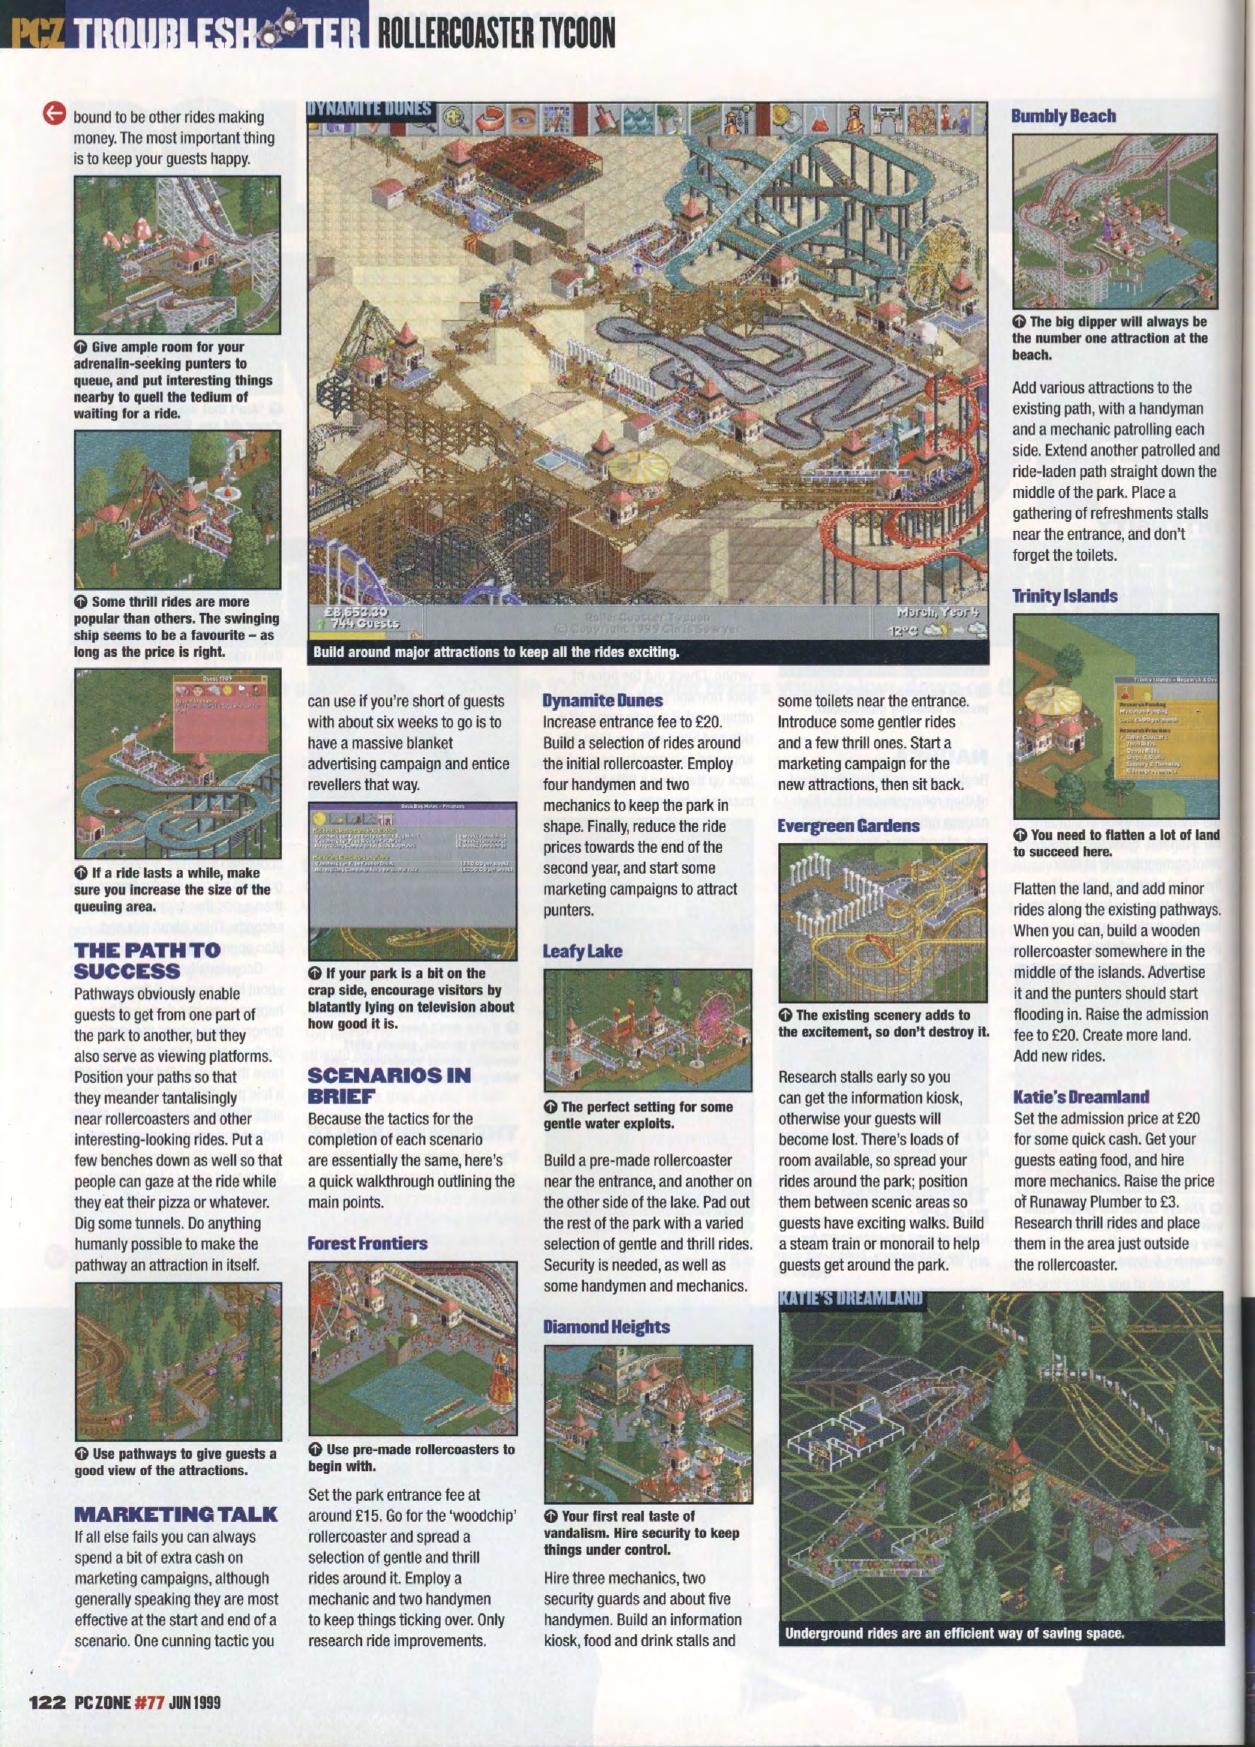 PCZ TROUBLESHOOTER ROLLERCOASTER TYCOON
bound to be other rides making
money. The most important thing
is to keep your guests happy.
Give ample room for your
adrenalin-seeking punters to
queue, and put interesting things
nearby to quell the tedium of
waiting for a ride.
Some thrill rides are more
popular than others. The swinging
ship seems to be a favourite – as
long as the price is right.
If a ride lasts a while, make
sure you increase the size of the
queuing area.
THE PATH TO
SUCCESS
Pathways obviously enable
guests to get from one part of
the park to another, but they
also serve as viewing platforms.
Position your paths so that
they meander tantalisingly
near rollercoasters and other
interesting-looking rides. Put a
few benches down as well so that
people can gaze at the ride while
they eat their pizza or whatever.
Dig some tunnels. Do anything
humanly possible to make the
pathway an attraction in itself.
Use pathways to give guests a
good view of the attractions.
MARKETING TALK
If all else fails you can always
spend a bit of extra cash on
marketing campaigns, although
generally speaking they are most
effective at the start and end of a
scenario. One cunning tactic you
DYNAMITE DUNES
£8,653.30
744 Guests
Roller Coaster Tycoon
(C) Copyright 1999 Chris Sawyer
March, Year 4
12°C
Build around major attractions to keep all the rides exciting.
can use if you're short of guests
with about six weeks to go is to
have a massive blanket
advertising campaign and entice
revellers that way.
If your park is a bit on the
crap side, encourage visitors by
blatantly lying on television about
how good it is.
SCENARIOS IN
BRIEF
Because the tactics for the
completion of each scenario
are essentially the same, here's
a quick walkthrough outlining the
main points.
Forest Frontiers
Use pre-made rollercoasters to
begin with.
Set the park entrance fee at
around £15. Go for the 'woodchip'
rollercoaster and spread a
selection of gentle and thrill
rides around it. Employ a
mechanic and two handymen
to keep things ticking over. Only
research ride improvements.
Dynamite Dunes
Increase entrance fee to £20.
Build a selection of rides around
the initial rollercoaster. Employ
four handymen and two
mechanics to keep the park in
shape. Finally, reduce the ride
prices towards the end of the
second year, and start some
marketing campaigns to attract
punters.
Leafy Lake
The perfect setting for some
gentle water exploits.
Build a pre-made rollercoaster
near the entrance, and another on
the other side of the lake. Pad out
the rest of the park with a varied
selection of gentle and thrill rides.
Security is needed, as well as
some handymen and mechanics.
Diamond Heights
Your first real taste of
vandalism. Hire security to keep
things under control.
Hire three mechanics, two
security guards and about five
handymen. Build an information
kiosk, food and drink stalls and
some toilets near the entrance.
Introduce some gentler rides
and a few thrill ones. Start a
marketing campaign for the
new attractions, then sit back.
Evergreen Gardens
The existing scenery adds to
the excitement, so don't destroy it.
Research stalls early so you
can get the information kiosk,
otherwise your guests will
become lost. There's loads of
room available, so spread your
rides around the park; position
them between scenic areas so
guests have exciting walks. Build
a steam train or monorail to help
guests get around the park.
Bumbly Beach
The big dipper will always be
the number one attraction at the
beach.
Add various attractions to the
existing path, with a handyman
and a mechanic patrolling each
side. Extend another patrolled and
ride-laden path straight down the
middle of the park. Place a
gathering of refreshments stalls
near the entrance, and don't
forget the toilets.
Trinity Islands
You need to flatten a lot of land
to succeed here.
Flatten the land, and add minor
rides along the existing pathways.
When you can, build a wooden
rollercoaster somewhere in the
middle of the islands. Advertise
it and the punters should start
flooding in. Raise the admission
fee to £20. Create more land.
Add new rides.
Katie's Dreamland
Set the admission price at £20
for some quick cash. Get your
guests eating food, and hire
more mechanics. Raise the price
of Runaway Plumber to £3.
Research thrill rides and place
them in the area just outside
the rollercoaster.
KATIE'S DREAMLAND
Underground rides are an efficient way of saving space.
122 PC ZONE #77 JUN 1999